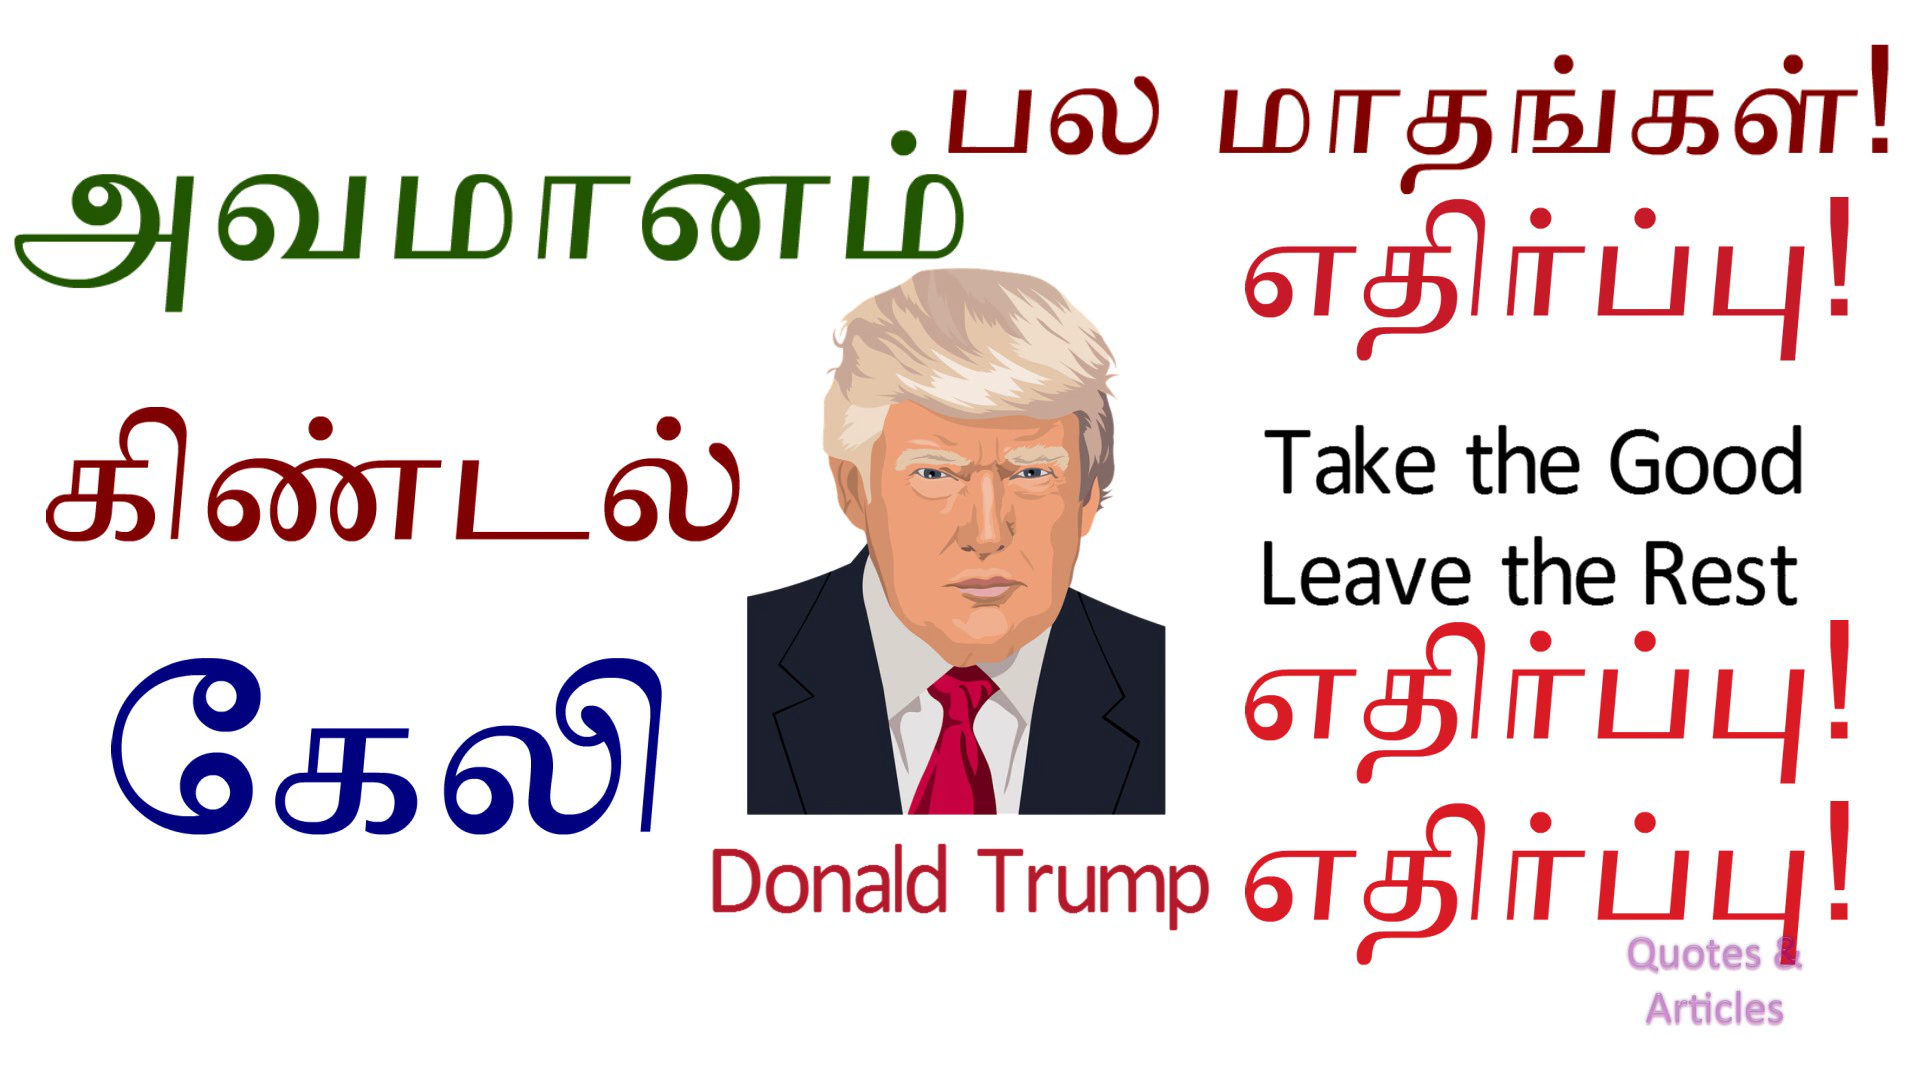 பல மாதங்கள்!
அவமானம்
எதிர்ப்பு!
கிண்டல்
Take the Good
Leave the Rest
எதிர்ப்பு!
கேலி
Donald Trump
எதிர்ப்பு!
Quotes &
Articles